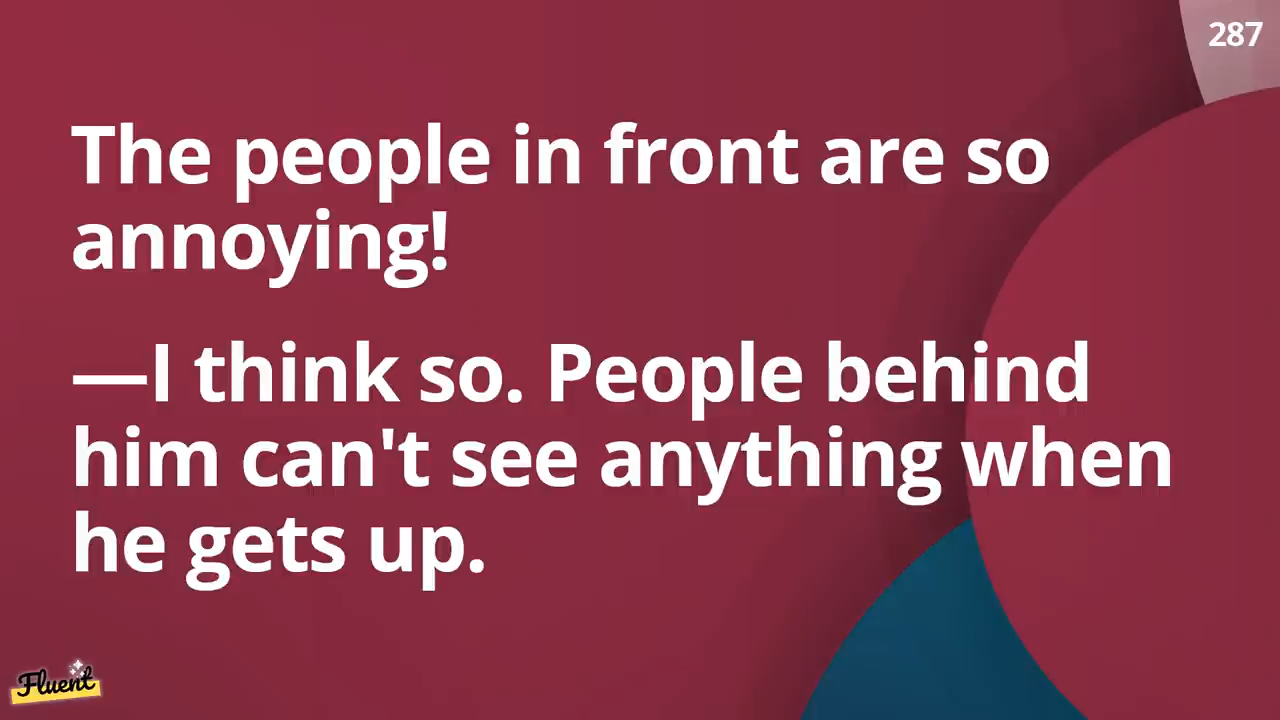 287
The people in front are so
annoying!
—I think so. People behind
him can't see anything when
he gets up.
Fluent